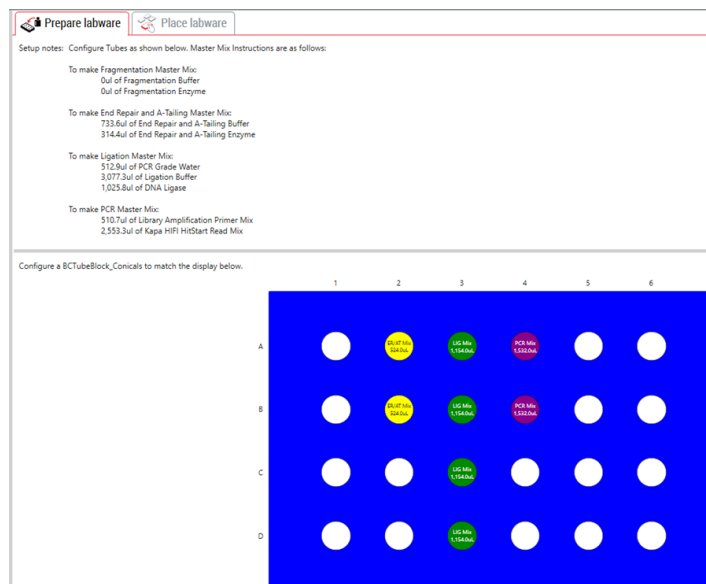 Prepare labware
Place labware
Setup notes: Configure Tubes as shown below. Master Mix Instructions are as follows:
To make Fragmentation Master Mix:
0ul of Fragmentation Buffer
0ul of Fragmentation Enzyme
To make End Repair and A-Tailing Master Mix:
733.6ul of End Repair and A-Tailing Buffer
314.4ul of End Repair and A-Tailing Enzyme
To make Ligation Master Mix:
512.9ul of PCR Grade Water
3,077.3ul of Ligation Buffer
1,025.8ul of DNA Ligase
To make PCR Master Mix:
510.7ul of Library Amplification Primer Mix
2,553.3ul of Kapa HIFI HitStart Read Mix
Configure a BCTubeBlock_Conicals to match the display below.
1 2 3 4 5 6
A
ER/AT Mix
524.0uL
LIG Mix
1,154.0uL
PCR Mix
1,532.0uL
B
ER/AT Mix
524.0uL
LIG Mix
1,154.0uL
PCR Mix
1,532.0uL
C
LIG Mix
1,154.0uL
D
LIG Mix
1,154.0uL